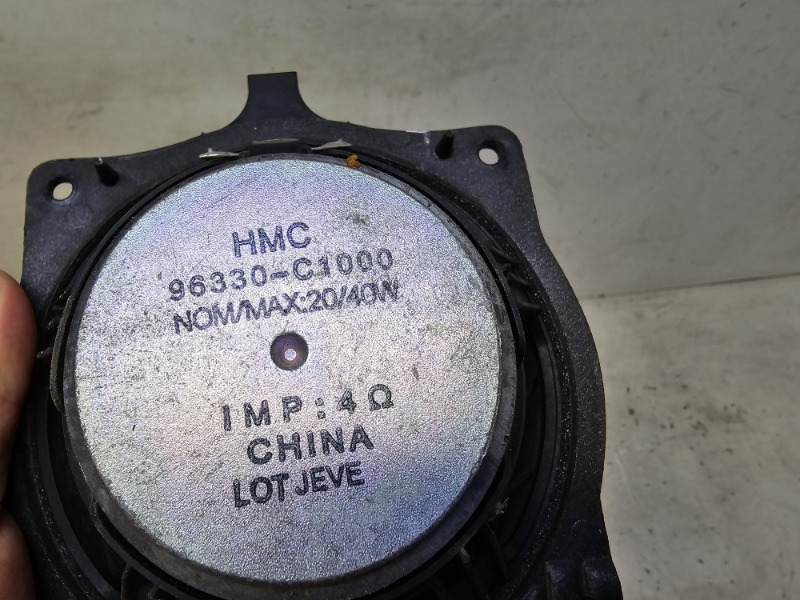 HMC
96330-C1000
NOM/MAX:20/40W
IMP:4Ω
CHINA
LOT JEVE